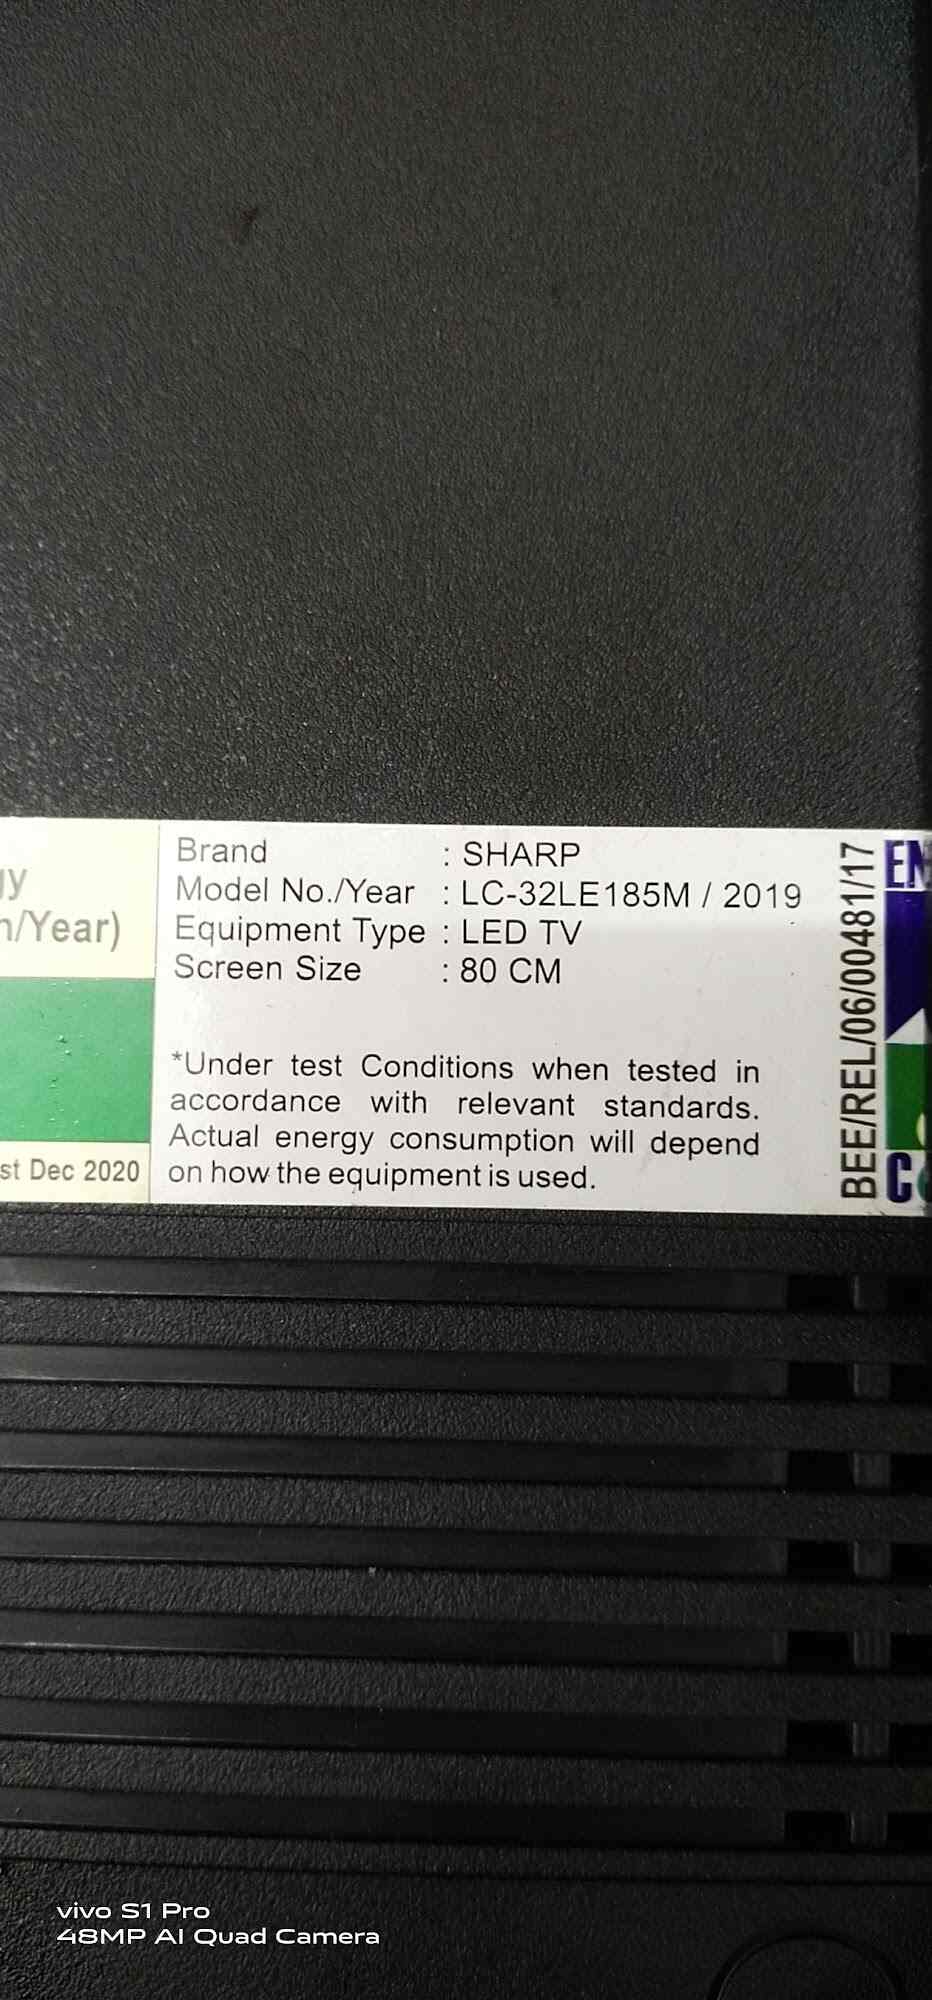 n/Year)
st Dec 2020
Brand : SHARP
Model No./Year : LC-32LE185M / 2019
Equipment Type : LED TV
Screen Size : 80 CM
*Under test Conditions when tested in
accordance with relevant standards.
Actual energy consumption will depend
on how the equipment is used.
BEE/REL/06/00481/17
EN
vivo S1 Pro
48MP AI Quad Camera